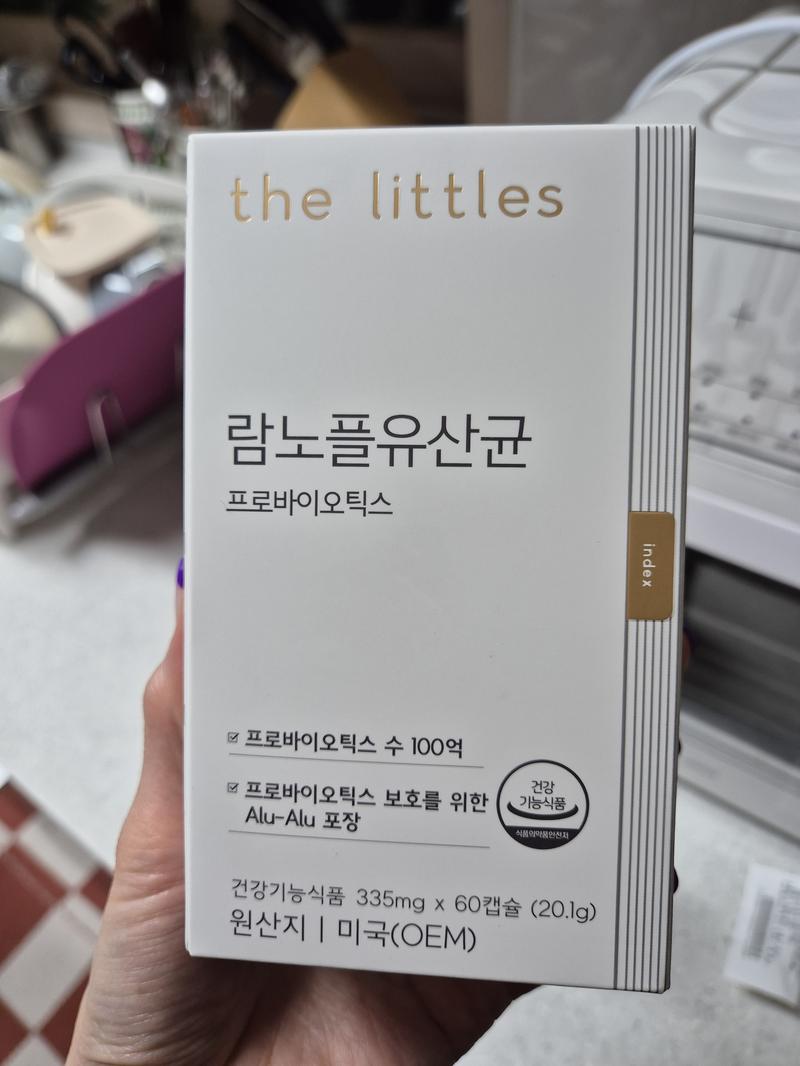 the littles
람노플유산균
프로바이오틱스
index
프로바이오틱스 수 100억
프로바이오틱스 보호를 위한
Alu-Alu 포장
건강
기능식품
식품의약품안전처
건강기능식품 335mg x 60캡슐 (20.1g)
원산지 | 미국(OEM)